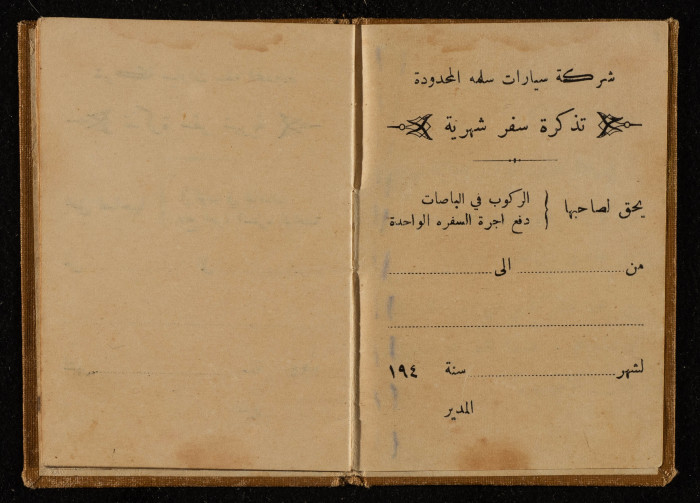 شركة سيارات سلمه المحدودة
تذكرة سفر شهرية
يحق لصاحبها { الركوب في الباصات
دفع اجرة السفره الواحدة
من ........................ الى ........................
........................
لشهر ........................ سنة ١٩٤
المدير